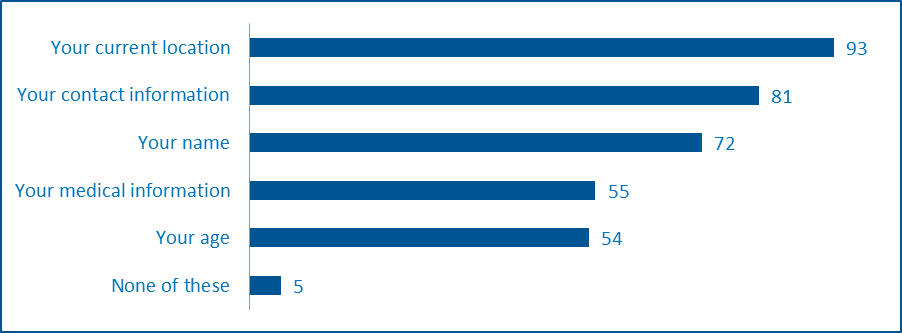 Your current location 93
Your contact information 81
Your name 72
Your medical information 55
Your age 54
None of these 5